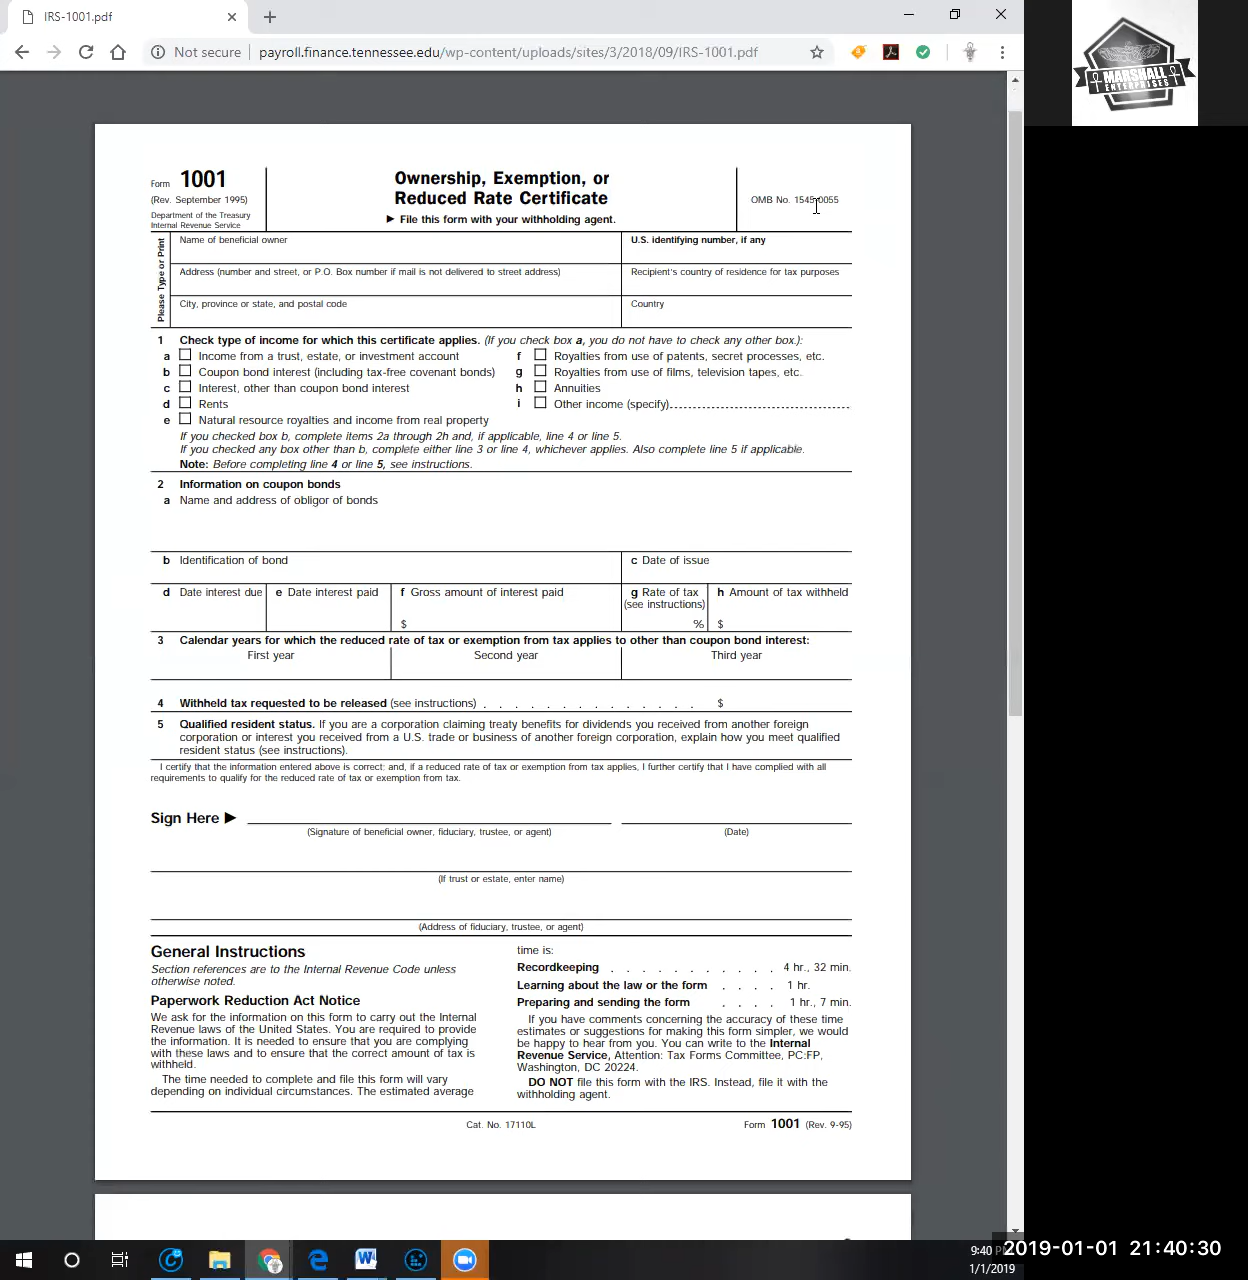 IRS-1001.pdf
Not secure | payroll.finance.tennessee.edu/wp-content/uploads/sites/3/2018/09/IRS-1001.pdf
MARSHALL
ENTERPRISES
Form 1001
(Rev. September 1995)
Department of the Treasury
Internal Revenue Service
Ownership, Exemption, or
Reduced Rate Certificate
► File this form with your withholding agent.
OMB No. 1545-0055
Please Type or Print
Name of beneficial owner
U.S. identifying number, if any
Address (number and street, or P.O. Box number if mail is not delivered to street address)
Recipient's country of residence for tax purposes
City, province or state, and postal code
Country
1 Check type of income for which this certificate applies. (If you check box a, you do not have to check any other box.):
a Income from a trust, estate, or investment account
f Royalties from use of patents, secret processes, etc.
b Coupon bond interest (including tax-free covenant bonds)
g Royalties from use of films, television tapes, etc.
c Interest, other than coupon bond interest
h Annuities
d Rents
i Other income (specify)
e Natural resource royalties and income from real property
If you checked box b, complete items 2a through 2h and, if applicable, line 4 or line 5.
If you checked any box other than b, complete either line 3 or line 4, whichever applies. Also complete line 5 if applicable.
Note: Before completing line 4 or line 5, see instructions.
2 Information on coupon bonds
a Name and address of obligor of bonds
b Identification of bond
c Date of issue
d Date interest due
e Date interest paid
f Gross amount of interest paid
$
g Rate of tax
(see instructions)
%
h Amount of tax withheld
$
3 Calendar years for which the reduced rate of tax or exemption from tax applies to other than coupon bond interest:
First year
Second year
Third year
4 Withheld tax requested to be released (see instructions) . . . . . . . . . . . . . . $
5 Qualified resident status. If you are a corporation claiming treaty benefits for dividends you received from another foreign
corporation or interest you received from a U.S. trade or business of another foreign corporation, explain how you meet qualified
resident status (see instructions).
I certify that the information entered above is correct; and, if a reduced rate of tax or exemption from tax applies, I further certify that I have complied with all
requirements to qualify for the reduced rate of tax or exemption from tax.
Sign Here ►
(Signature of beneficial owner, fiduciary, trustee, or agent)
(Date)
(If trust or estate, enter name)
(Address of fiduciary, trustee, or agent)
General Instructions
Section references are to the Internal Revenue Code unless
otherwise noted.
Paperwork Reduction Act Notice
We ask for the information on this form to carry out the Internal
Revenue laws of the United States. You are required to provide
the information. It is needed to ensure that you are complying
with these laws and to ensure that the correct amount of tax is
withheld.
The time needed to complete and file this form will vary
depending on individual circumstances. The estimated average
time is:
Recordkeeping . . . . . . . . . . . 4 hr., 32 min.
Learning about the law or the form . . . . 1 hr.
Preparing and sending the form . . . . 1 hr., 7 min.
If you have comments concerning the accuracy of these time
estimates or suggestions for making this form simpler, we would
be happy to hear from you. You can write to the Internal
Revenue Service, Attention: Tax Forms Committee, PC:FP,
Washington, DC 20224.
DO NOT file this form with the IRS. Instead, file it with the
withholding agent.
Cat. No. 17110L
Form 1001 (Rev. 9-95)
9:40 P
1/1/2019
2019-01-01 21:40:30